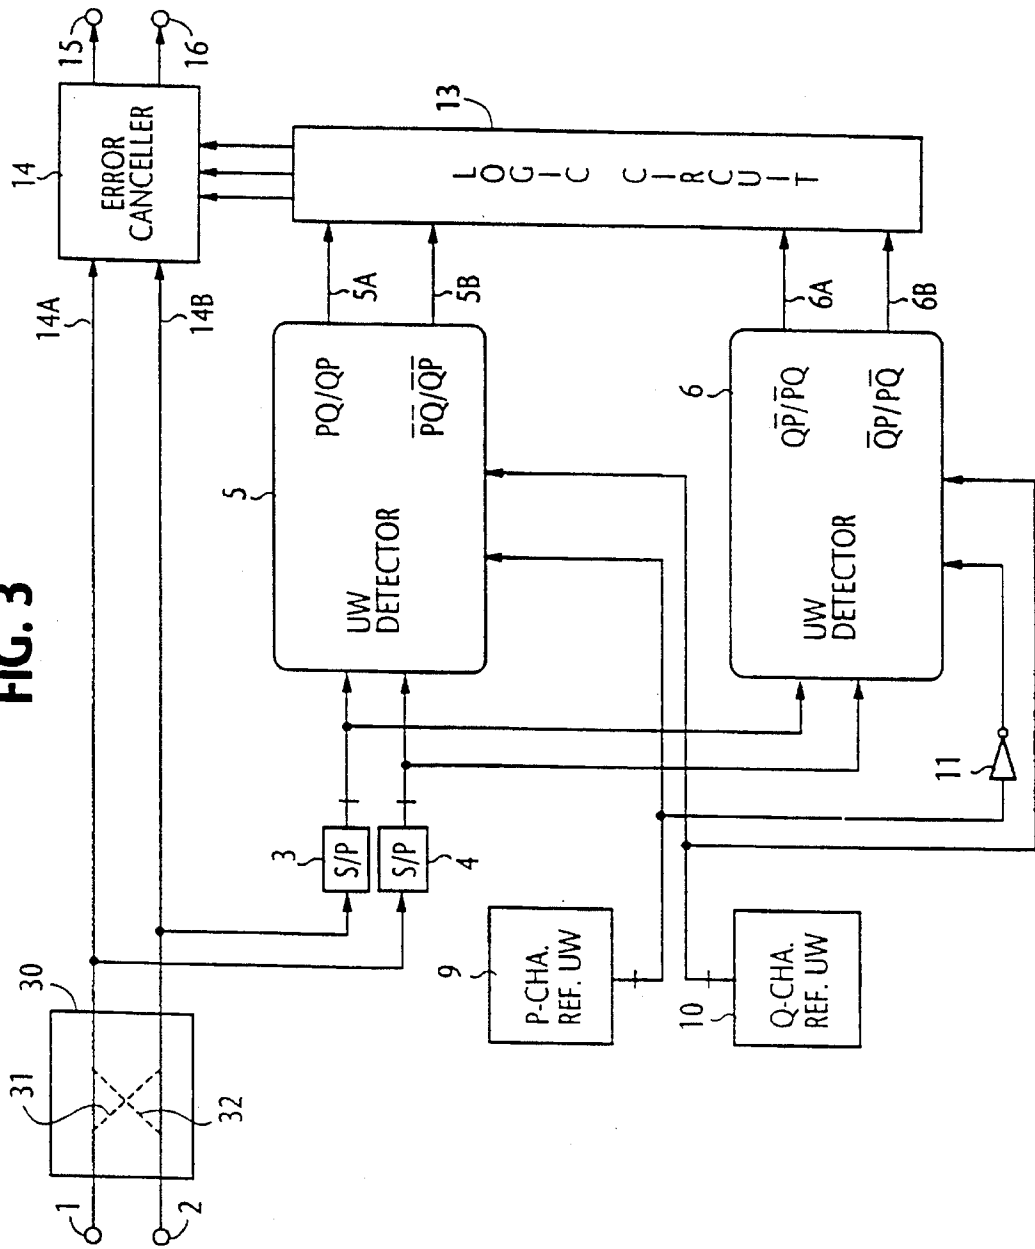 FIG. 3
1
2
30
31
32
14A
14B
14
ERROR
CANCELLER
15
16
3
S/P
4
S/P
5
UW
DETECTOR
PQ/QP
P̅Q̅/Q̅P̅
5A
5B
13
LOGIC CIRCUIT
6
UW
DETECTOR
QP̅/P̅Q
Q̅P/PQ̅
6A
6B
9
P-CHA.
REF. UW
10
Q-CHA.
REF. UW
11